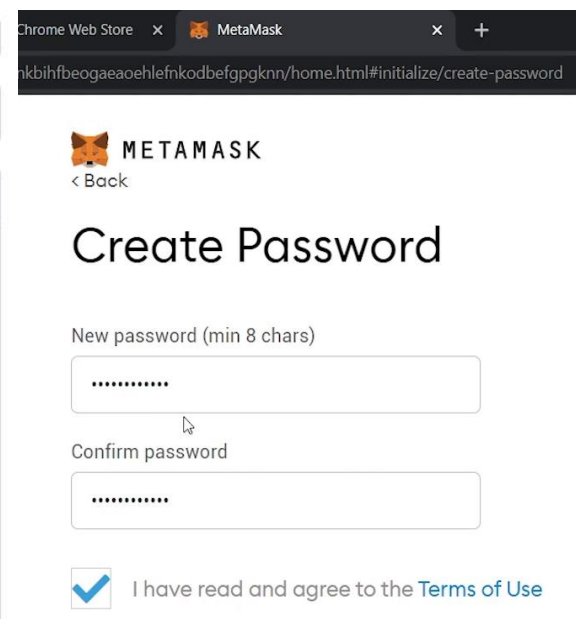 Chrome Web Store
MetaMask
nkbihfbeogaeaoehlefnkodbefgpgknn/home.html#initialize/create-password
METAMASK
< Back
Create Password
New password (min 8 chars)
••••••••••••
Confirm password
••••••••••••
I have read and agree to the Terms of Use